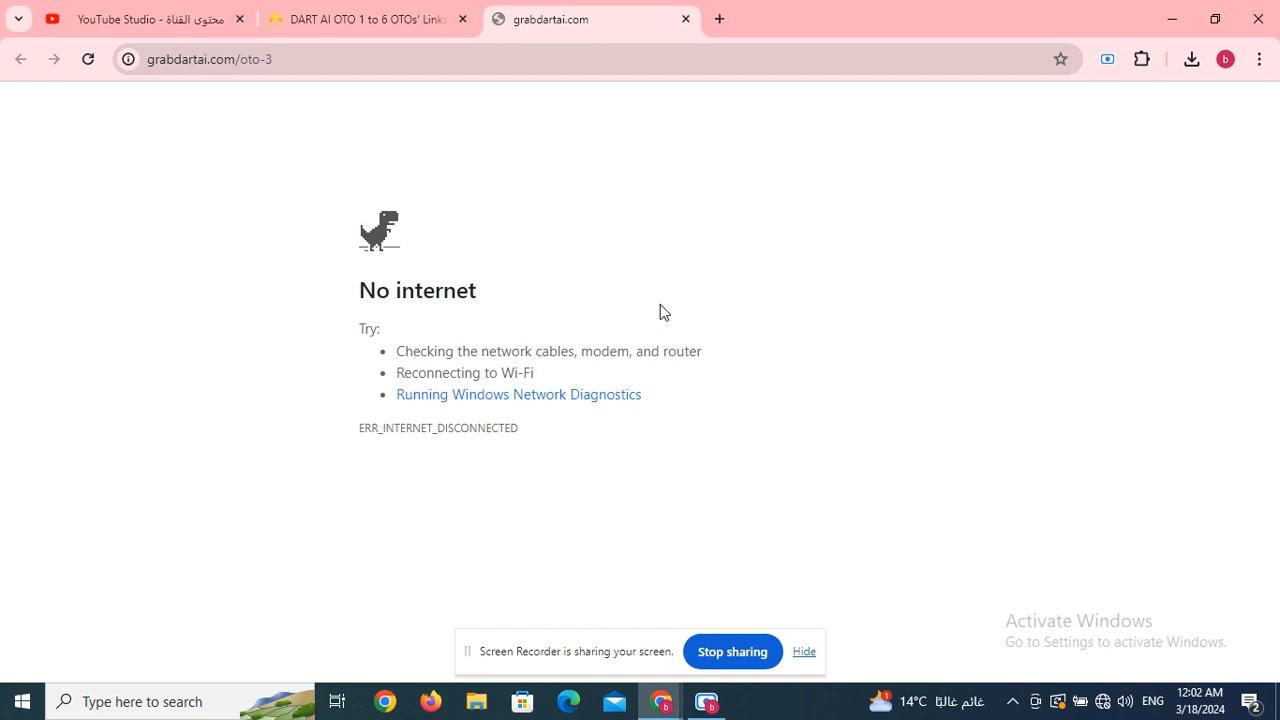 YouTube Studio - محتوى القناة
DART AI OTO 1 to 6 OTOs' Links
grabdartai.com
grabdartai.com/oto-3
b
No internet
Try:
• Checking the network cables, modem, and router
• Reconnecting to Wi-Fi
• Running Windows Network Diagnostics
ERR_INTERNET_DISCONNECTED
Activate Windows
Go to Settings to activate Windows.
Screen Recorder is sharing your screen.
Stop sharing
Hide
Type here to search
b
b
1
14°C غائم غالبًا
ENG
12:02 AM
3/18/2024
2